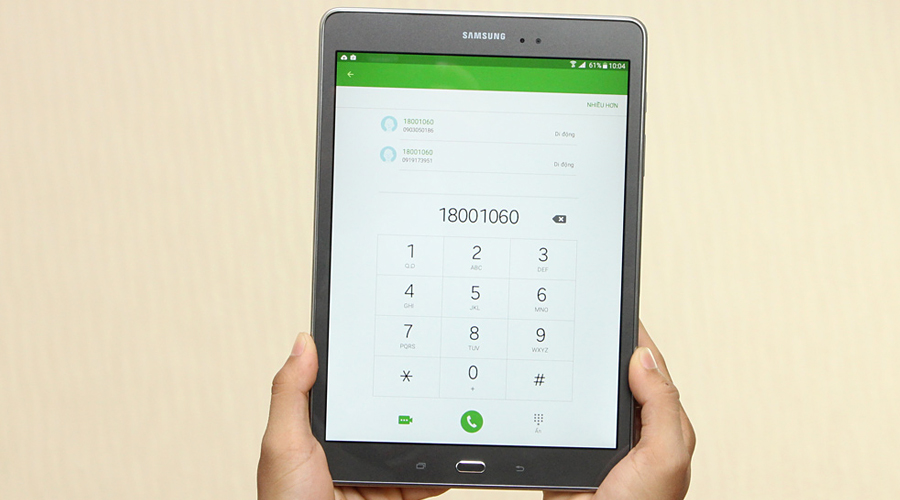 SAMSUNG
61% 10:04
NHIỀU HƠN
18001060
0903050186
Di động
18001060
0919173951
Di động
18001060
1 2 3
ABC DEF
4 5 6
GHI JKL MNO
7 8 9
PQRS TUV WXYZ
* 0 #
+
Ẩn